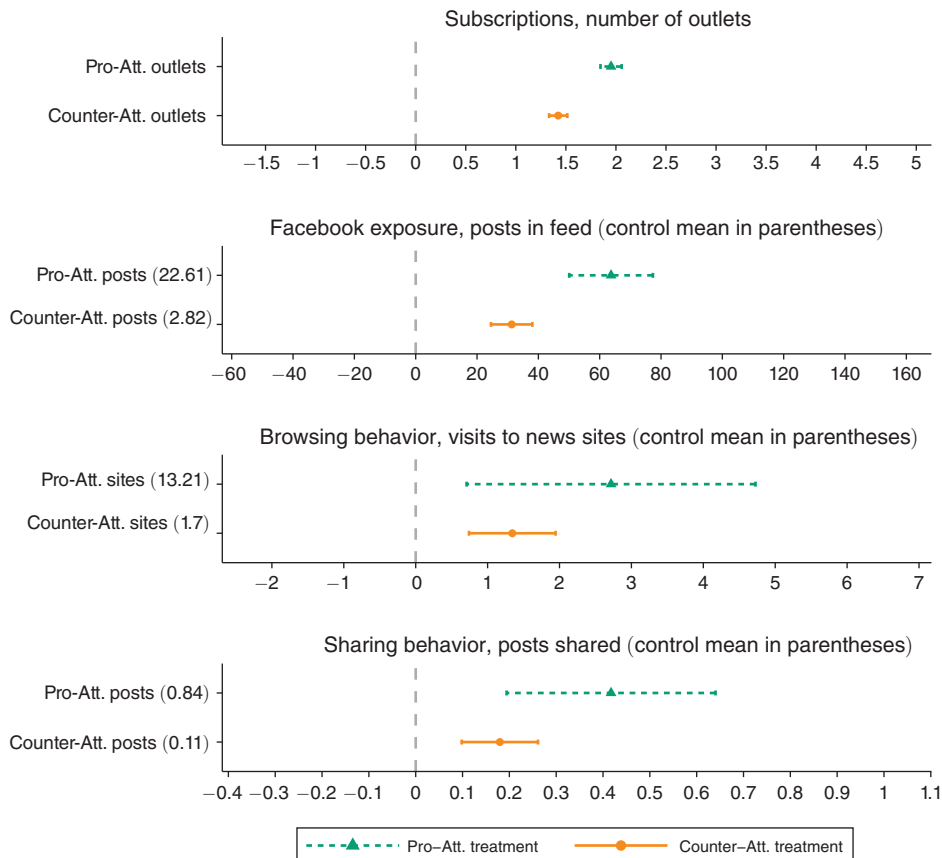 Subscriptions, number of outlets
Pro-Att. outlets
Counter-Att. outlets
−1.5 −1 −0.5 0 0.5 1 1.5 2 2.5 3 3.5 4 4.5 5
Facebook exposure, posts in feed (control mean in parentheses)
Pro-Att. posts (22.61)
Counter-Att. posts (2.82)
−60 −40 −20 0 20 40 60 80 100 120 140 160
Browsing behavior, visits to news sites (control mean in parentheses)
Pro-Att. sites (13.21)
Counter-Att. sites (1.7)
−2 −1 0 1 2 3 4 5 6 7
Sharing behavior, posts shared (control mean in parentheses)
Pro-Att. posts (0.84)
Counter-Att. posts (0.11)
−0.4 −0.3 −0.2 −0.1 0 0.1 0.2 0.3 0.4 0.5 0.6 0.7 0.8 0.9 1 1.1
Pro−Att. treatment Counter−Att. treatment